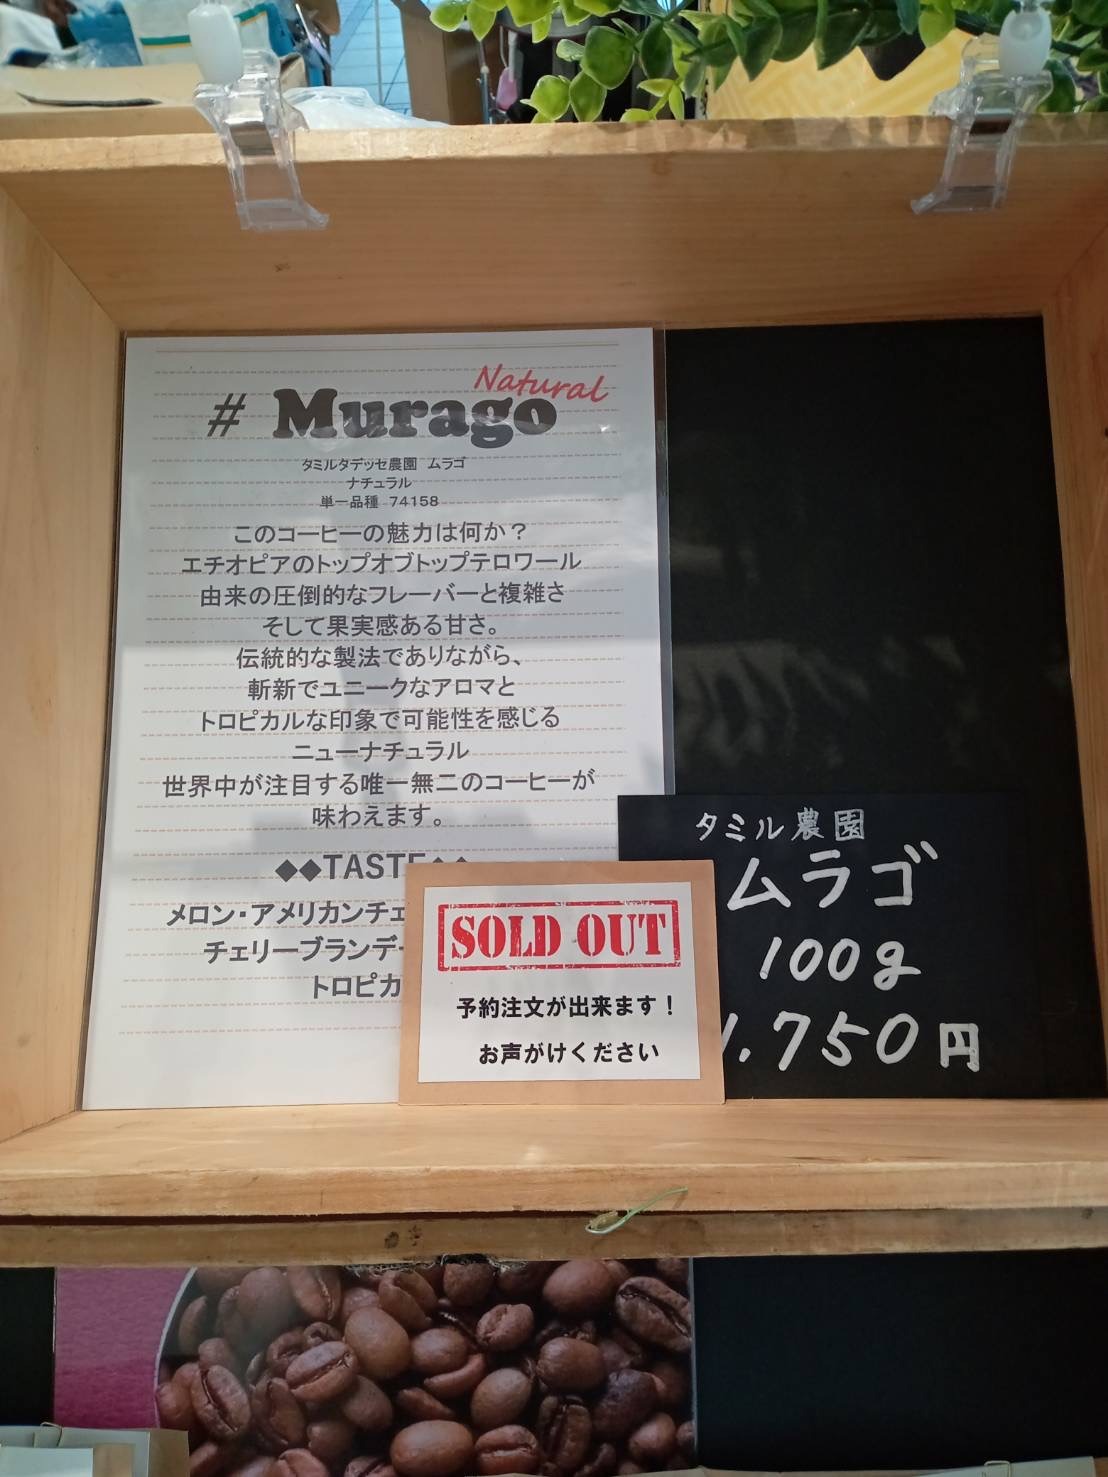 Natural
# Murago
タミルタデッセ農園 ムラゴ
ナチュラル
単一品種 74158
このコーヒーの魅力は何か？
エチオピアのトップオブトップテロワール
由来の圧倒的なフレーバーと複雑さ
そして果実感ある甘さ。
伝統的な製法でありながら、
斬新でユニークなアロマと
トロピカルな印象で可能性を感じる
ニューナチュラル
世界中が注目する唯一無二のコーヒーが
味わえます。
◆◆TASTE◆◆
メロン・アメリカンチェ
チェリーブランデー
トロピカ
SOLD OUT
予約注文が出来ます！
お声がけください
タミル農園
ムラゴ
100g
1.750円